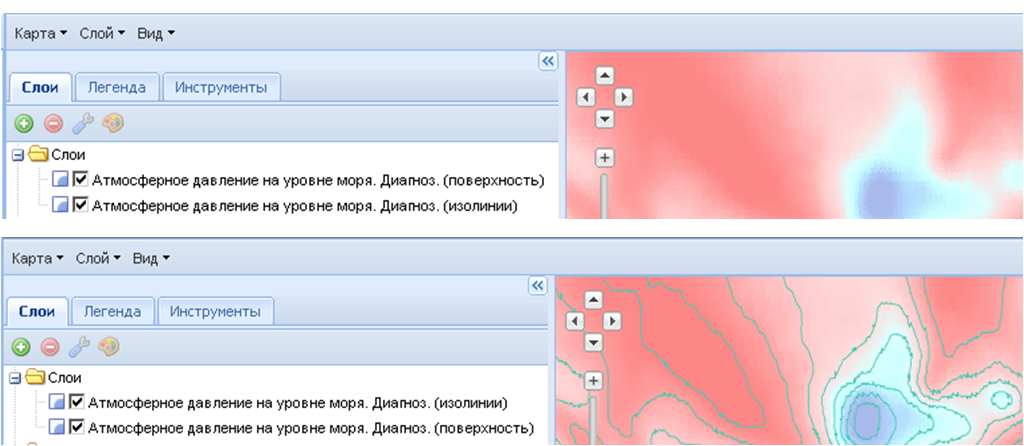 Карта Слой Вид
Слои Легенда Инструменты
Слои
Атмосферное давление на уровне моря. Диагноз. (поверхность)
Атмосферное давление на уровне моря. Диагноз. (изолинии)
Карта Слой Вид
Слои Легенда Инструменты
Слои
Атмосферное давление на уровне моря. Диагноз. (изолинии)
Атмосферное давление на уровне моря. Диагноз. (поверхность)